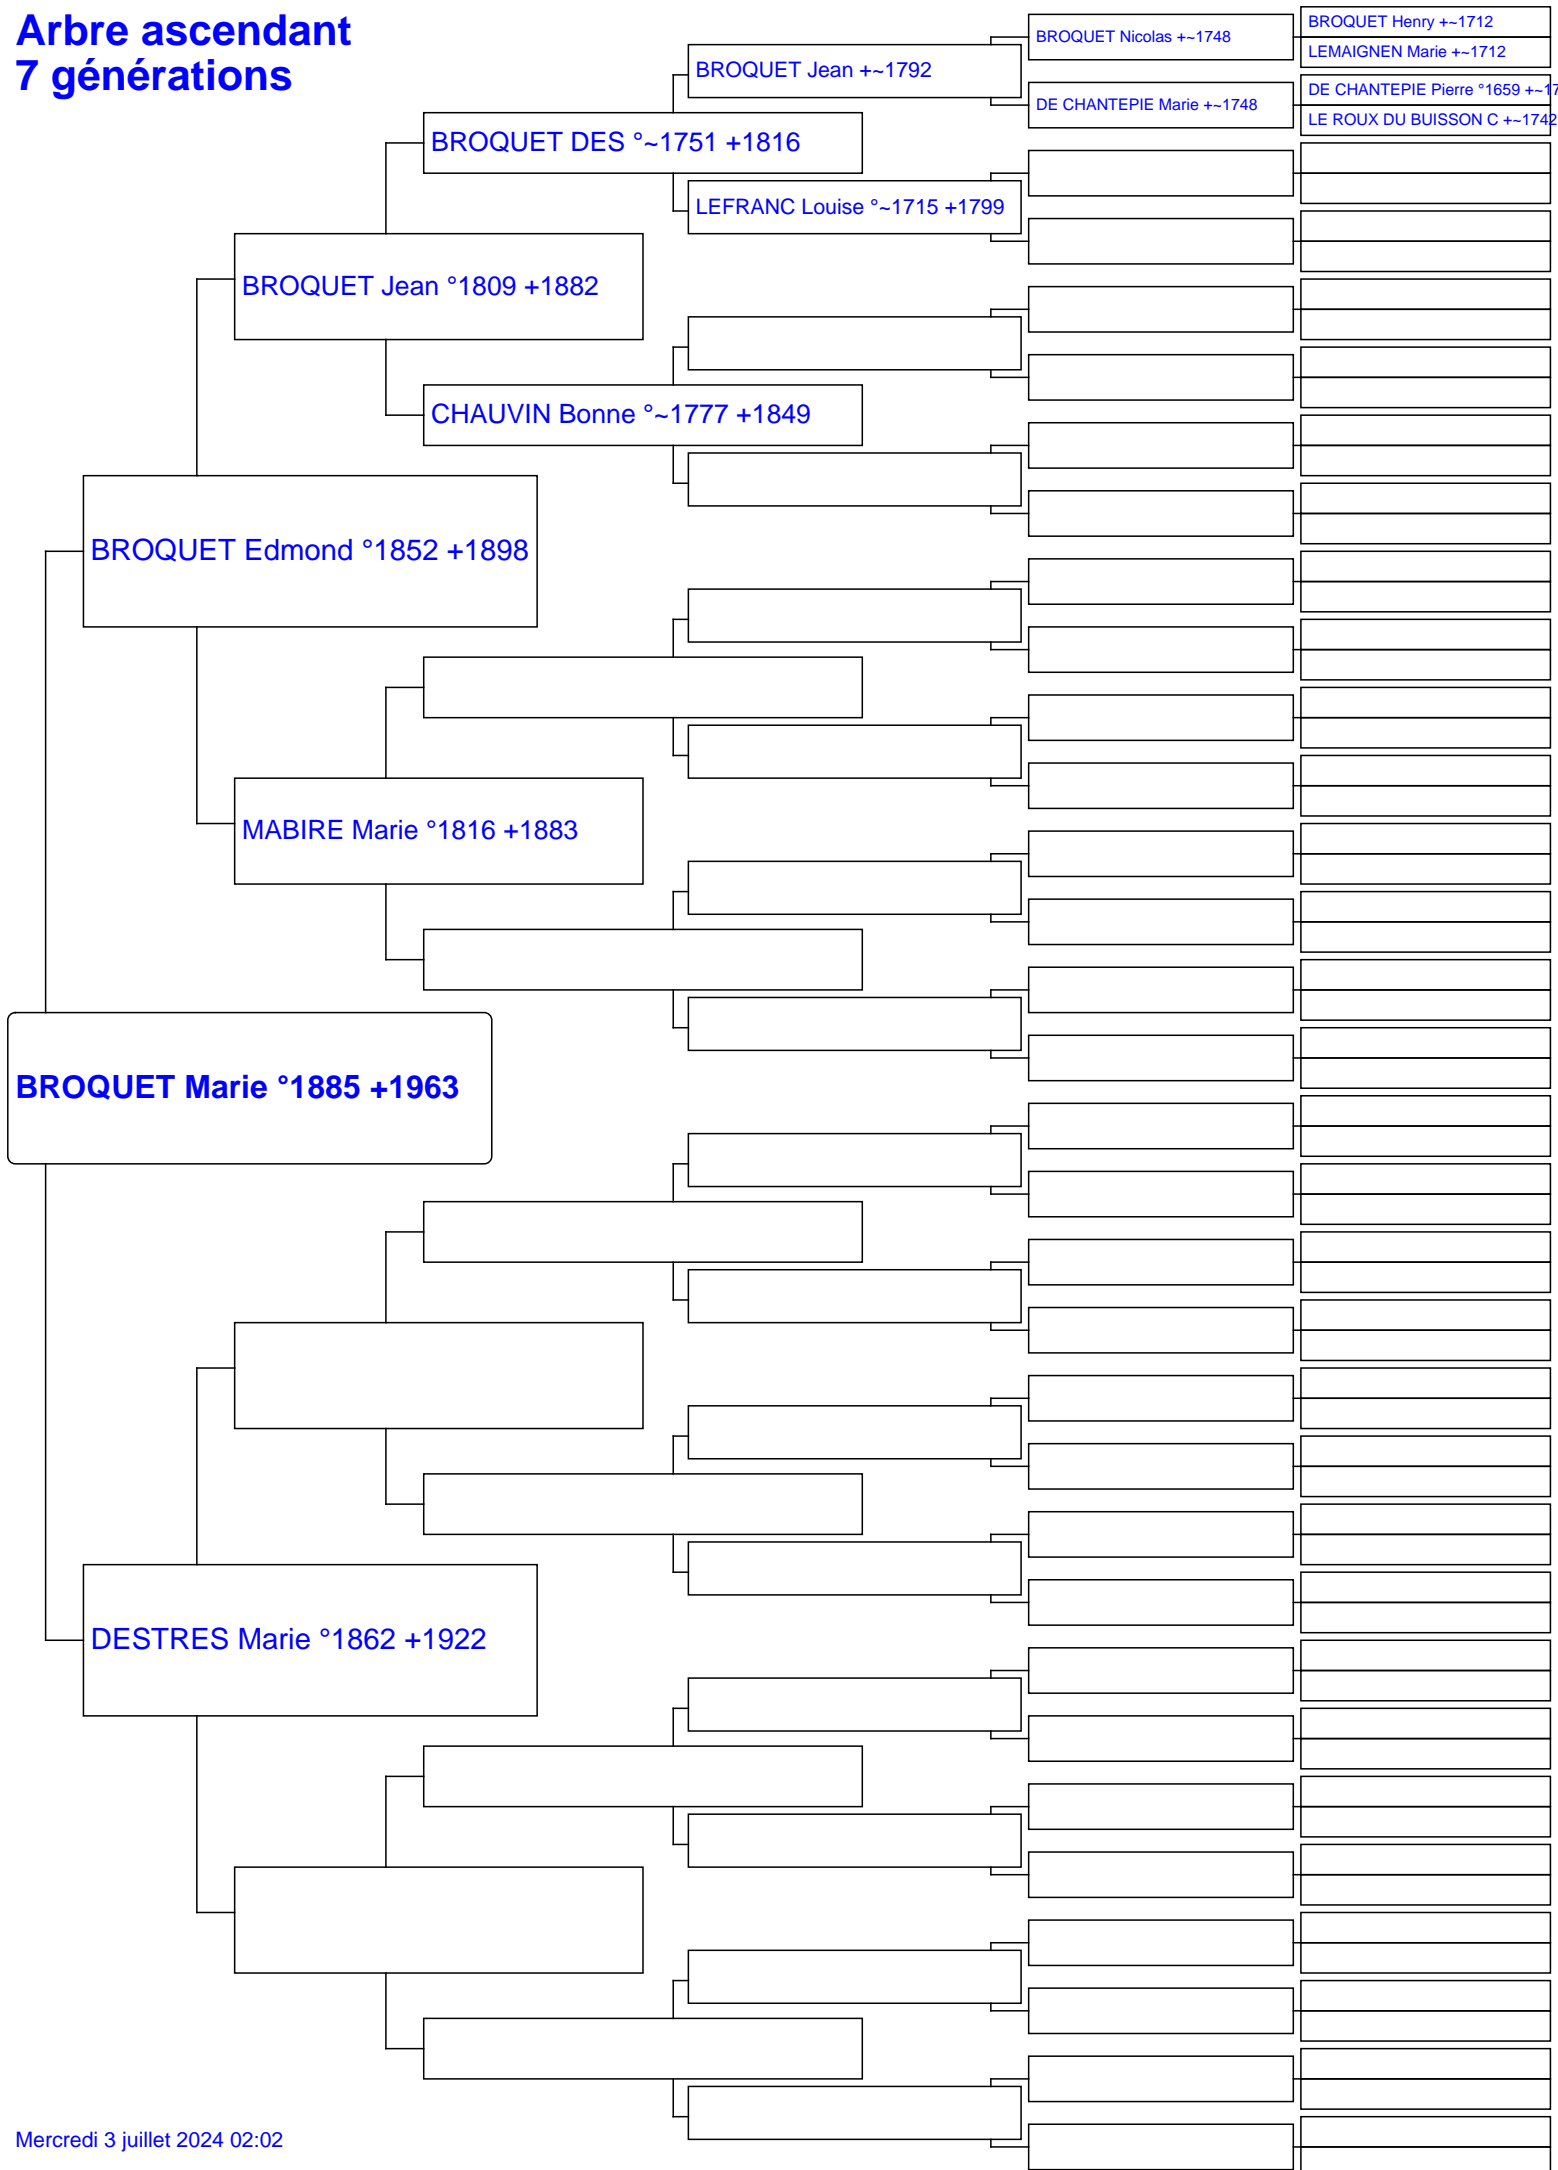 Arbre ascendant
7 générations
BROQUET Nicolas +~1748
BROQUET Henry +~1712
LEMAIGNEN Marie +~1712
BROQUET Jean +~1792
DE CHANTEPIE Marie +~1748
DE CHANTEPIE Pierre °1659 +~17
LE ROUX DU BUISSON C +~1742
BROQUET DES °~1751 +1816
LEFRANC Louise °~1715 +1799
BROQUET Jean °1809 +1882
CHAUVIN Bonne °~1777 +1849
BROQUET Edmond °1852 +1898
MABIRE Marie °1816 +1883
BROQUET Marie °1885 +1963
DESTRES Marie °1862 +1922
Mercredi 3 juillet 2024 02:02